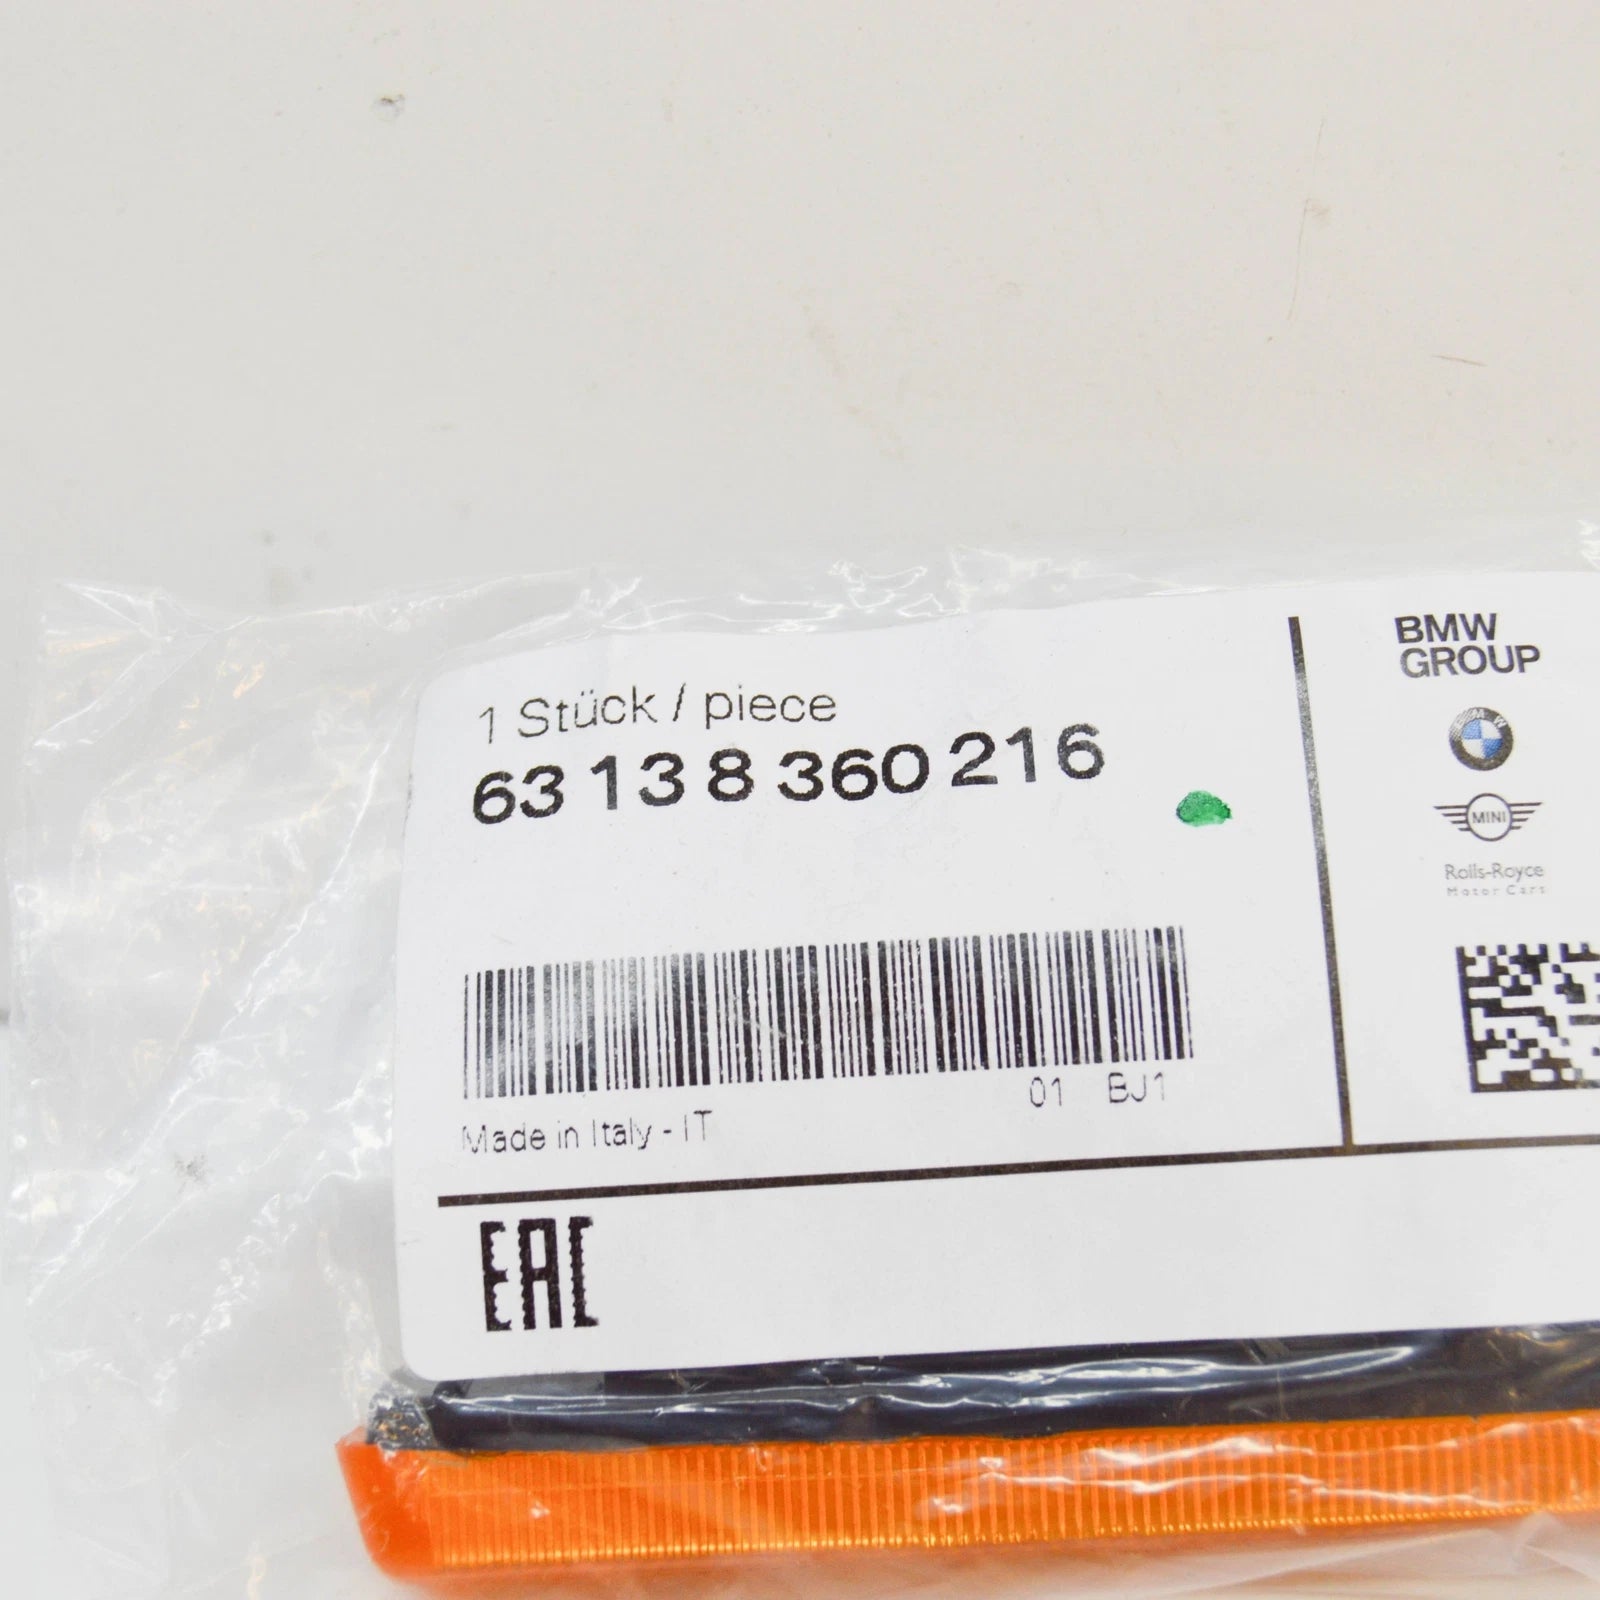 1 Stück / piece
63 13 8 360 216
01 BJ1
Made in Italy - IT
EAC
BMW
GROUP
BMW
MINI
Rolls-Royce
Motor Cars